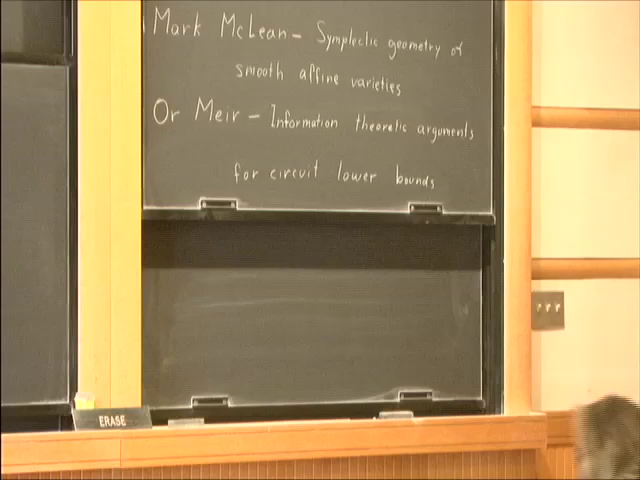 Mark McLean - Symplectic geometry of
smooth affine varieties
Or Meir - Information theoretic arguments
for circuit lower bounds
ERASE